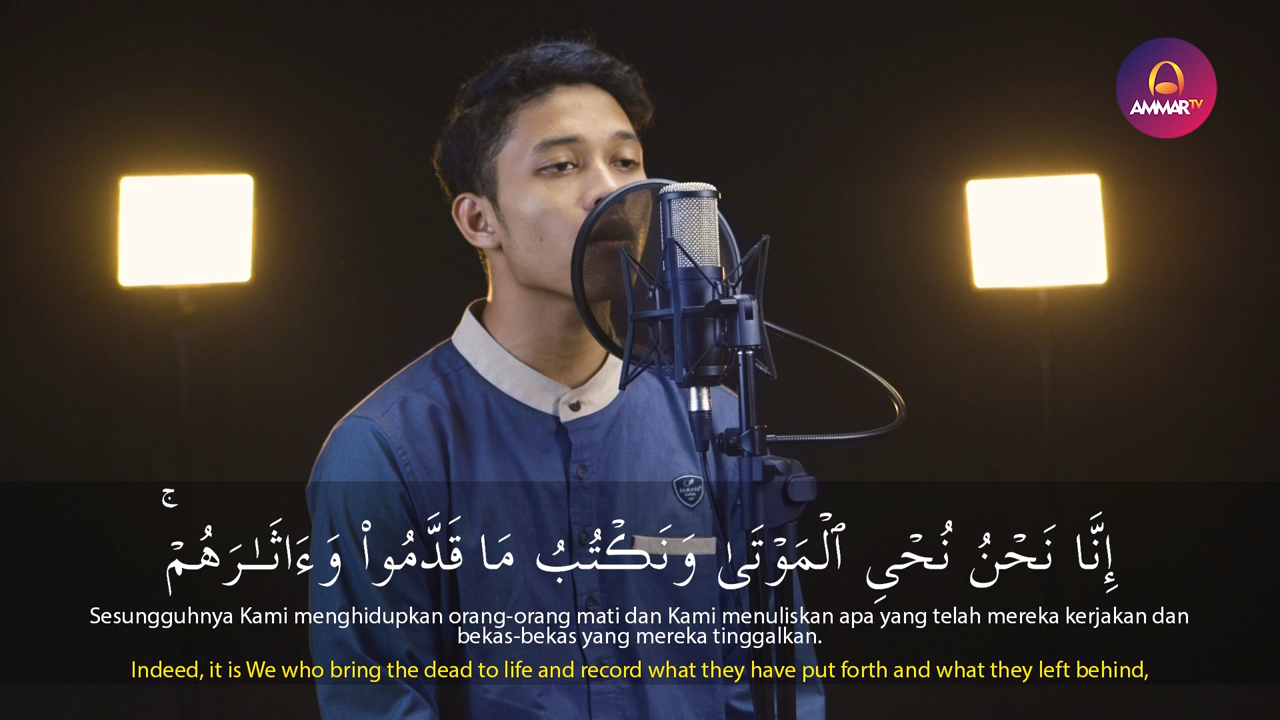 AMMARTV
إِنَّا نَحْنُ نُحْىِ ٱلْمَوْتَىٰ وَنَكْتُبُ مَا قَدَّمُوا۟ وَءَاثَـٰرَهُمْ ۚ
Sesungguhnya Kami menghidupkan orang-orang mati dan Kami menuliskan apa yang telah mereka kerjakan dan
bekas-bekas yang mereka tinggalkan.
Indeed, it is We who bring the dead to life and record what they have put forth and what they left behind,